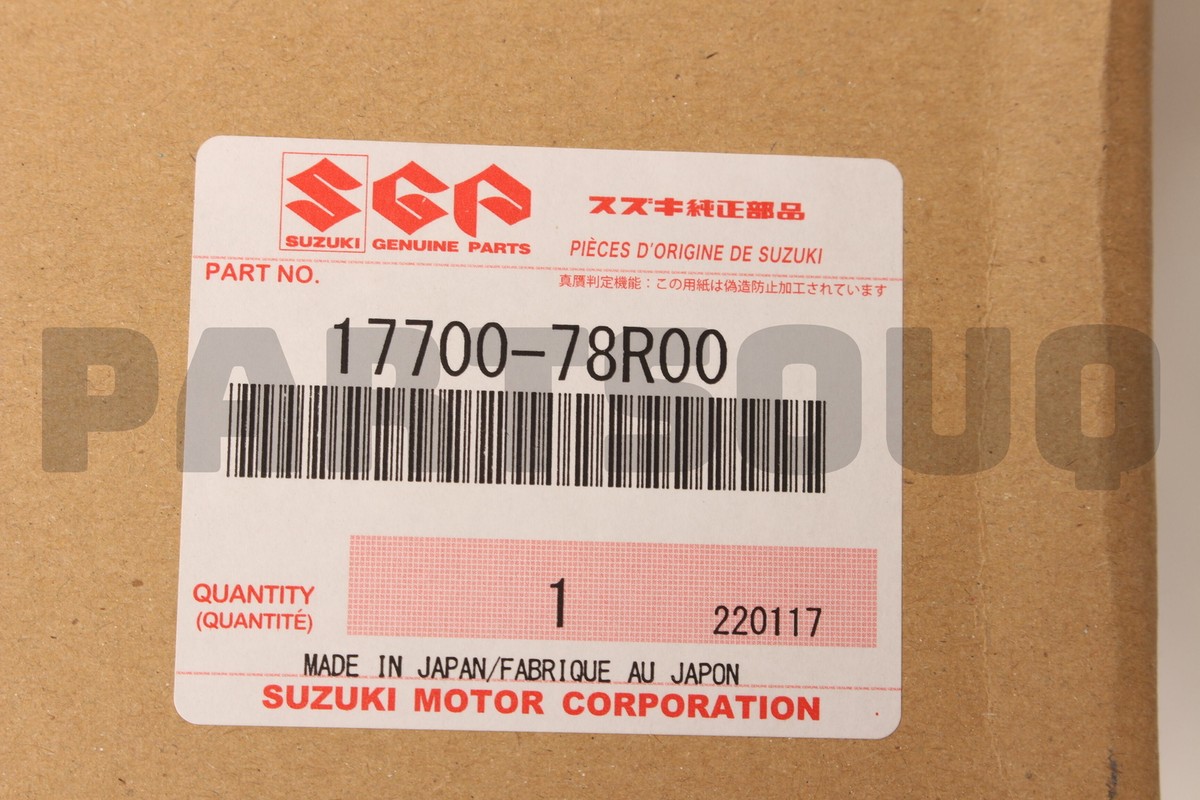 SUZUKI
SGP
GENUINE PARTS
スズキ純正部品
PIÈCES D'ORIGINE DE SUZUKI
PART NO.
真贋判定機能：この用紙は偽造防止加工されています
17700-78R00
PARTSOUQ
QUANTITY
(QUANTITÉ)
1
220117
MADE IN JAPAN/FABRIQUE AU JAPON
SUZUKI MOTOR CORPORATION